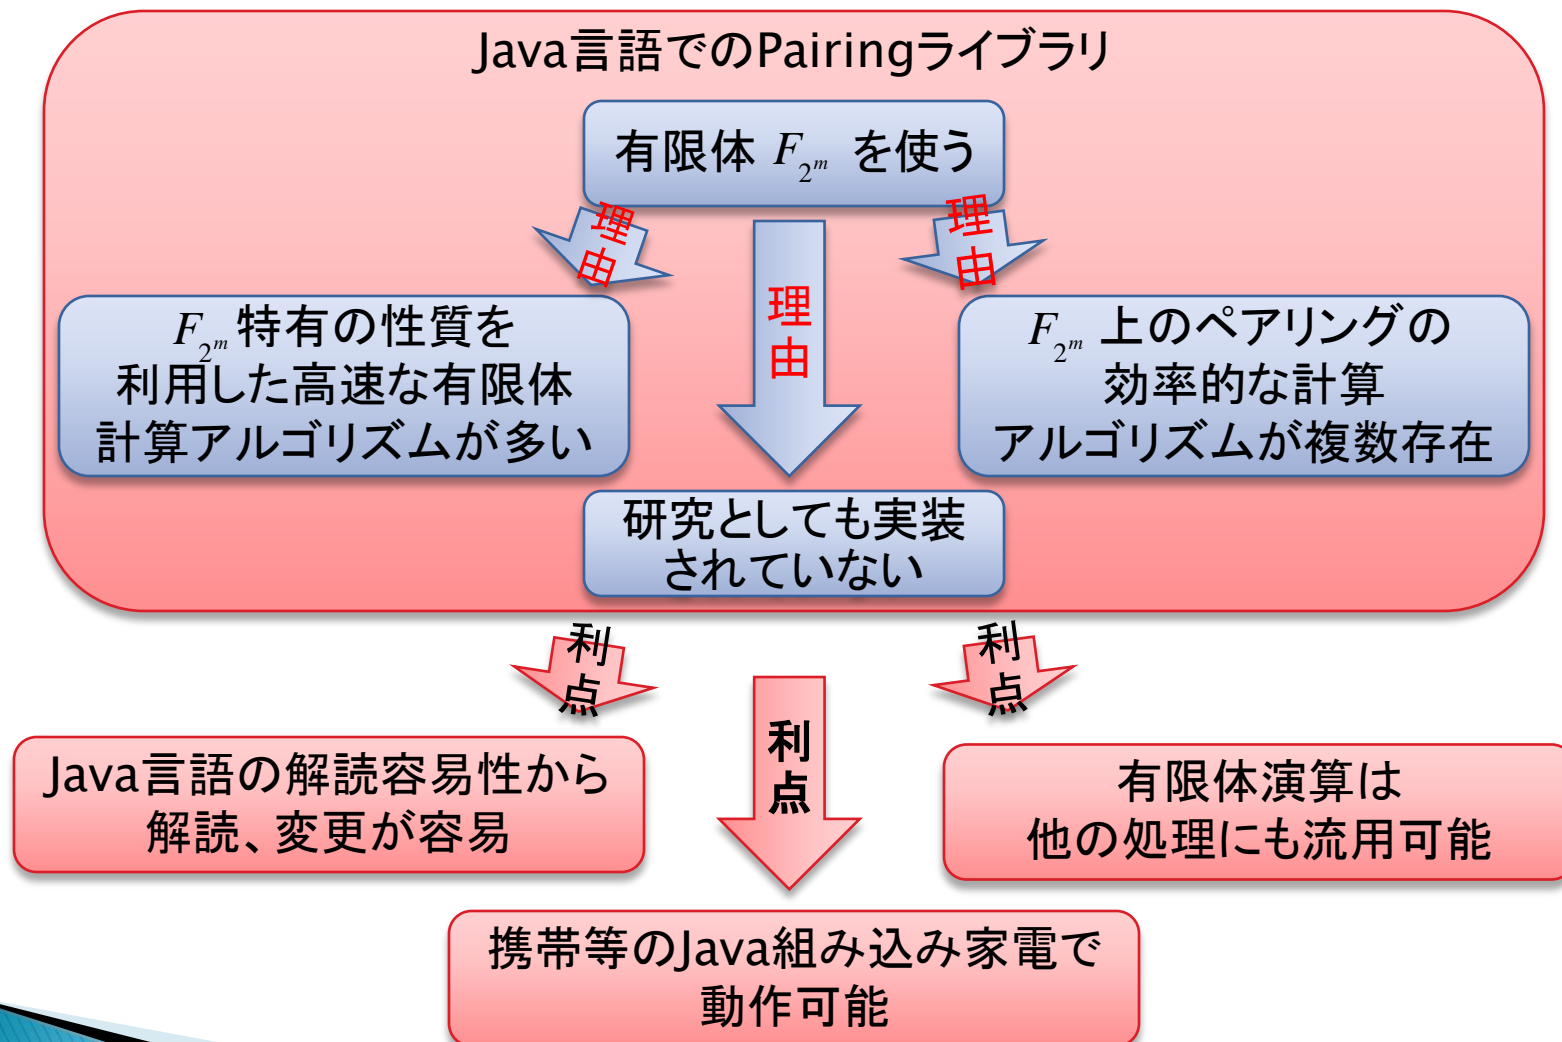 Java言語でのPairingライブラリ
有限体 F_{2^m} を使う
理由
理由
理由
F_{2^m} 特有の性質を
利用した高速な有限体
計算アルゴリズムが多い
F_{2^m} 上のペアリングの
効率的な計算
アルゴリズムが複数存在
研究としても実装
されていない
利点
利点
利点
Java言語の解読容易性から
解読、変更が容易
有限体演算は
他の処理にも流用可能
携帯等のJava組み込み家電で
動作可能